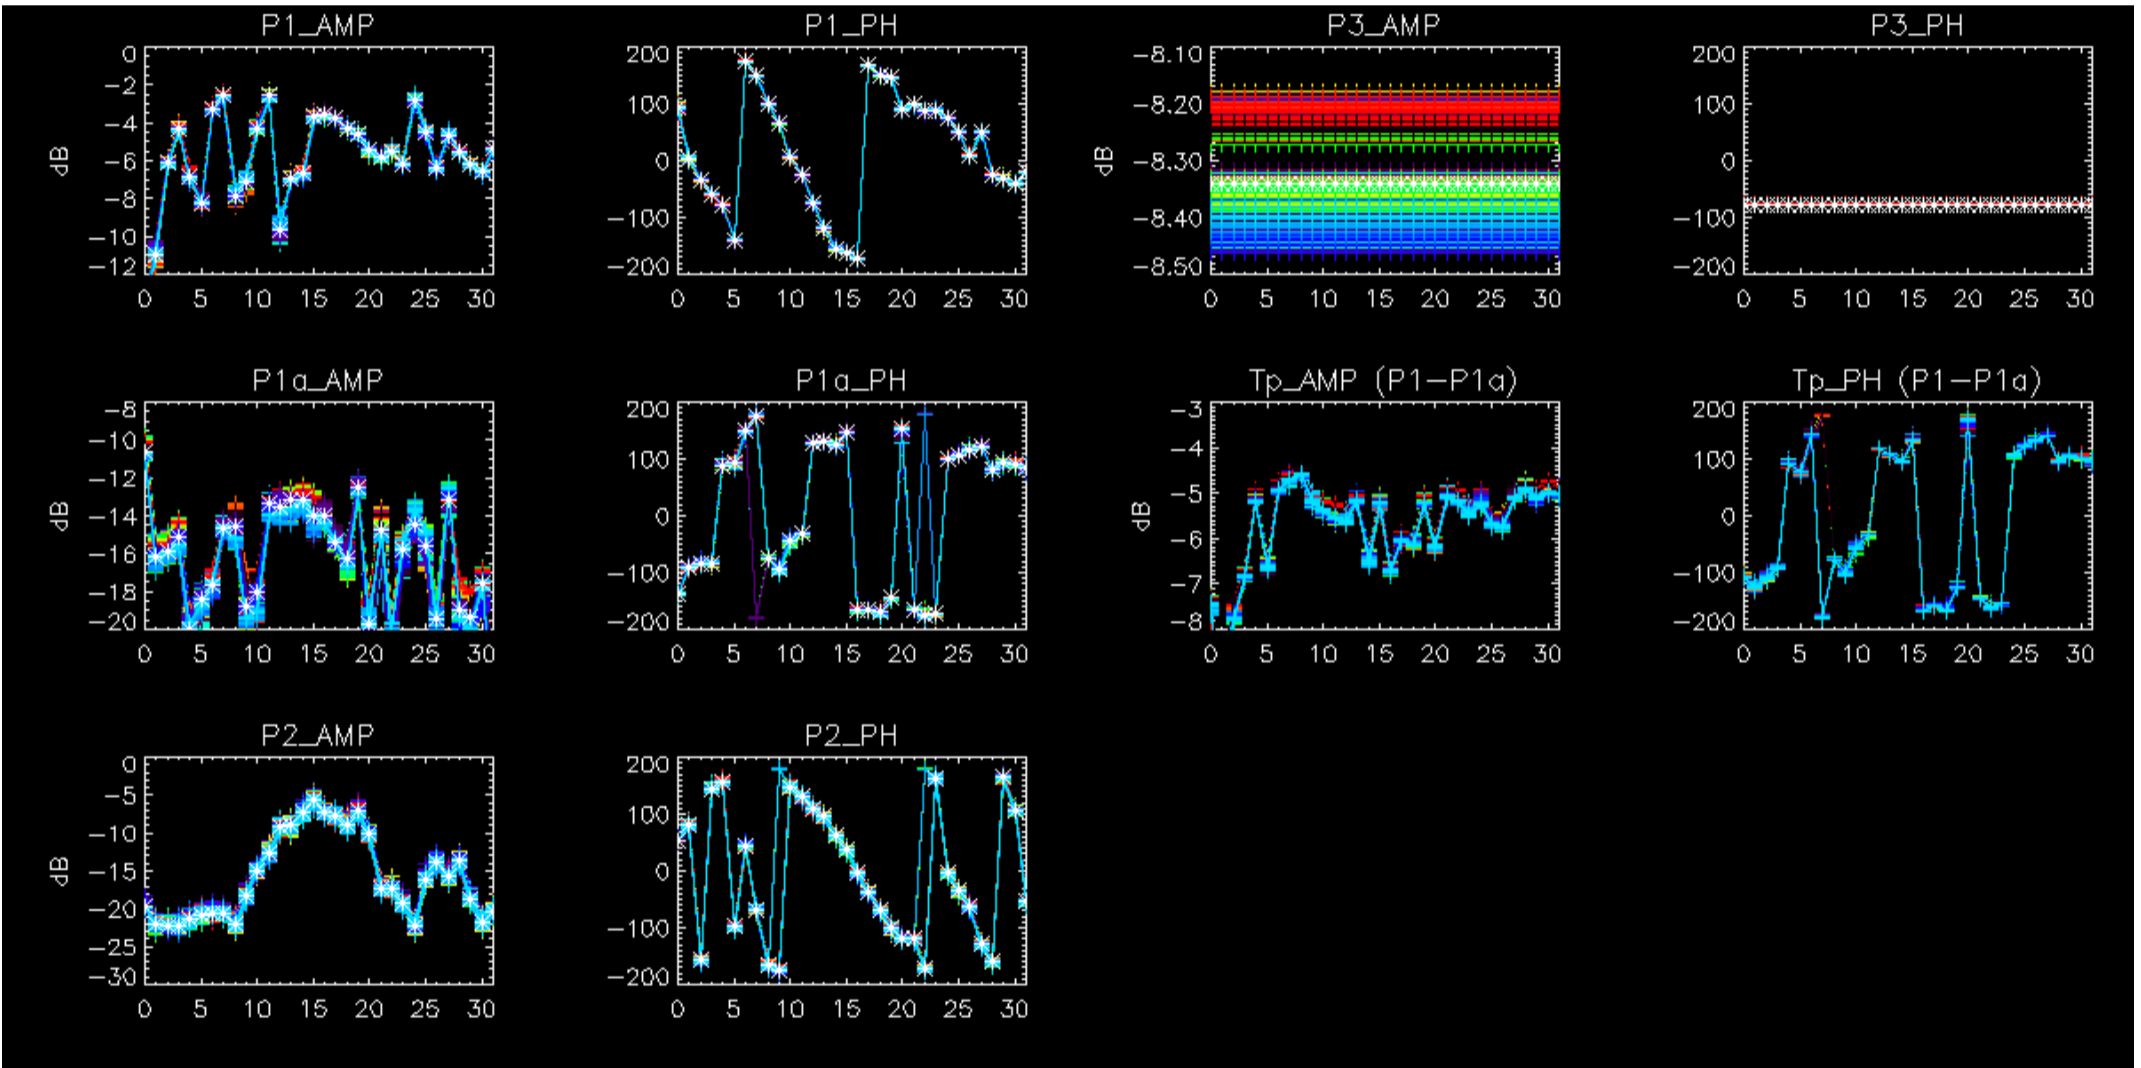 P1_AMP
0
-2
-4
-6
-8
-10
-12
dB
0 5 10 15 20 25 30
P1_PH
200
100
0
-100
-200
0 5 10 15 20 25 30
P3_AMP
-8.10
-8.20
-8.30
-8.40
-8.50
dB
0 5 10 15 20 25 30
P3_PH
200
100
0
-100
-200
0 5 10 15 20 25 30
P1a_AMP
-8
-10
-12
-14
-16
-18
-20
dB
0 5 10 15 20 25 30
P1a_PH
200
100
0
-100
-200
0 5 10 15 20 25 30
Tp_AMP (P1-P1a)
-3
-4
-5
-6
-7
-8
dB
0 5 10 15 20 25 30
Tp_PH (P1-P1a)
200
100
0
-100
-200
0 5 10 15 20 25 30
P2_AMP
0
-5
-10
-15
-20
-25
-30
dB
0 5 10 15 20 25 30
P2_PH
200
100
0
-100
-200
0 5 10 15 20 25 30